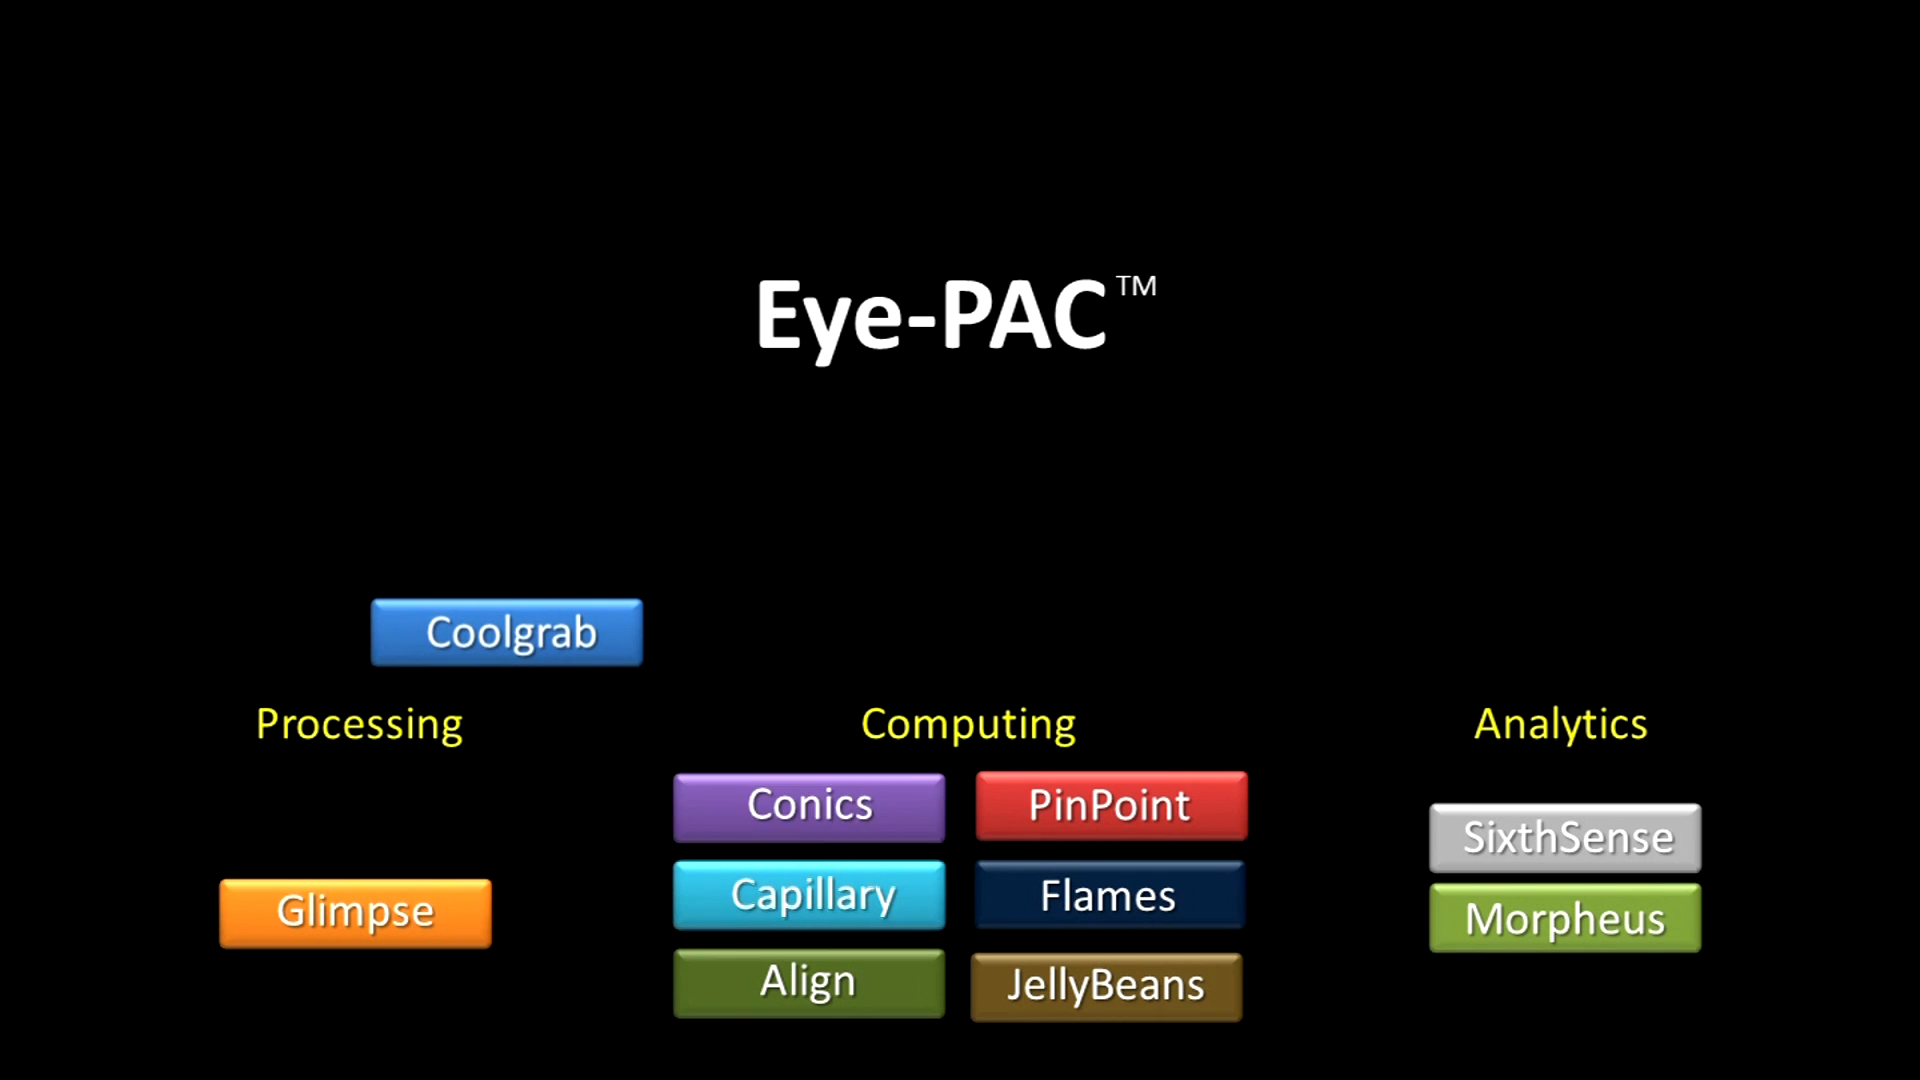 Eye-PAC™
Coolgrab
Processing
Computing
Analytics
Conics
PinPoint
SixthSense
Capillary
Flames
Glimpse
Morpheus
Align
JellyBeans